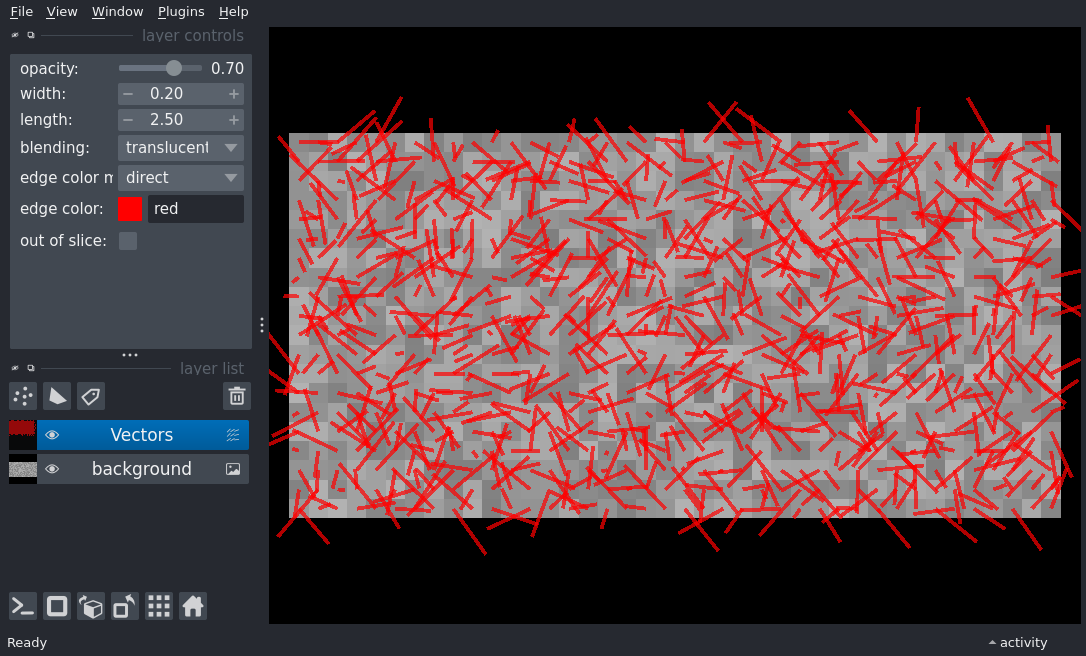 File View Window Plugins Help
layer controls
opacity: 0.70
width: − 0.20 +
length: − 2.50 +
blending: translucent
edge color m direct
edge color: red
out of slice:
layer list
Vectors
background
Ready
activity